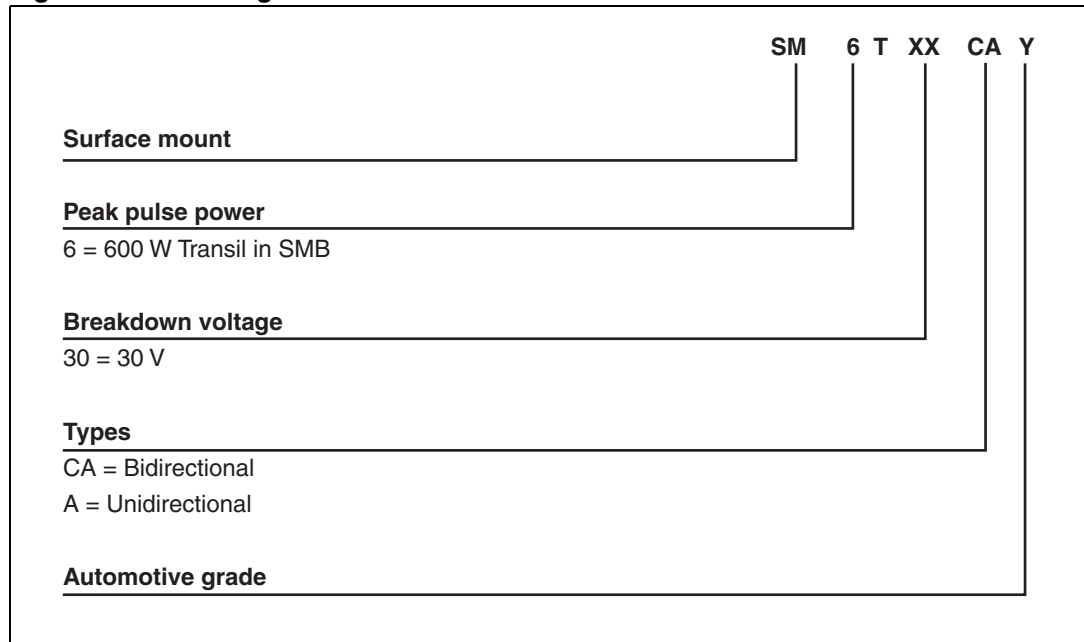 SM 6 T XX CA Y
Surface mount
Peak pulse power
6 = 600 W Transil in SMB
Breakdown voltage
30 = 30 V
Types
CA = Bidirectional
A = Unidirectional
Automotive grade